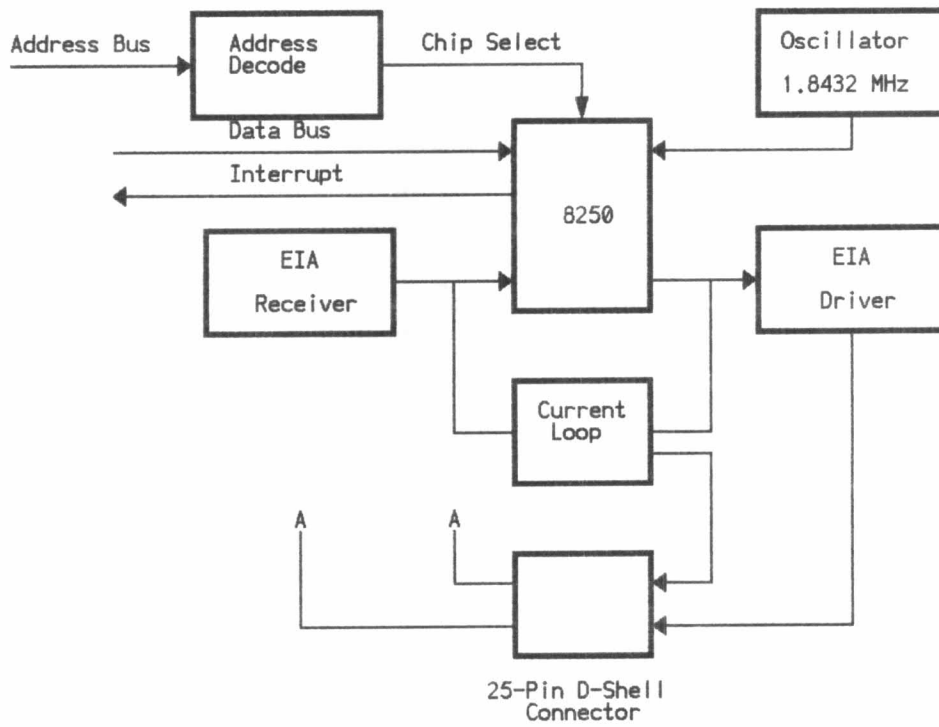 Address Bus
Address
Decode
Chip Select
Oscillator
1.8432 MHz
Data Bus
Interrupt
8250
EIA
Receiver
EIA
Driver
Current
Loop
A
A
25-Pin D-Shell
Connector